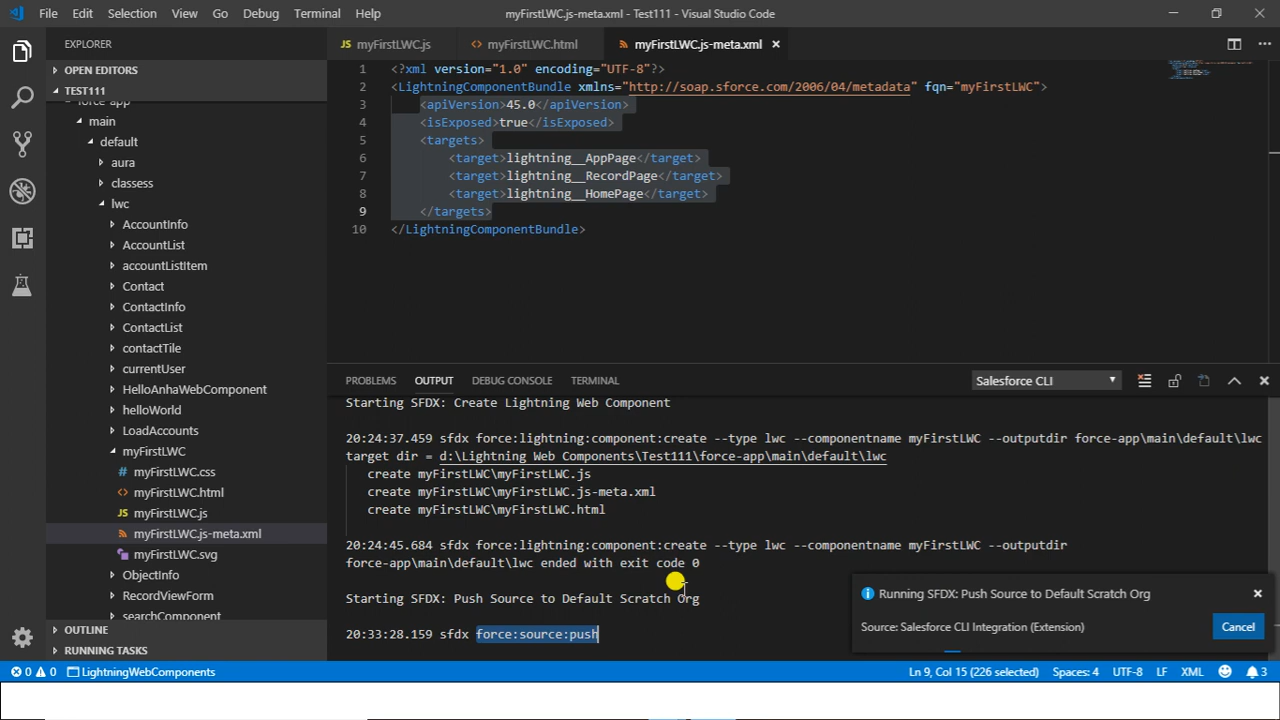 File Edit Selection View Go Debug Terminal Help
myFirstLWC.js-meta.xml - Test111 - Visual Studio Code
EXPLORER
OPEN EDITORS
TEST111
force-app
main
default
aura
classess
lwc
AccountInfo
AccountList
accountListItem
Contact
ContactInfo
ContactList
contactTile
currentUser
HelloAnhaWebComponent
helloWorld
LoadAccounts
myFirstLWC
myFirstLWC.css
myFirstLWC.html
myFirstLWC.js
myFirstLWC.js-meta.xml
myFirstLWC.svg
ObjectInfo
RecordViewForm
searchComponent
OUTLINE
RUNNING TASKS
JS myFirstLWC.js
<> myFirstLWC.html
myFirstLWC.js-meta.xml
1 <?xml version="1.0" encoding="UTF-8"?>
2 <LightningComponentBundle xmlns="http://soap.sforce.com/2006/04/metadata" fqn="myFirstLWC">
3 <apiVersion>45.0</apiVersion>
4 <isExposed>true</isExposed>
5 <targets>
6 <target>lightning__AppPage</target>
7 <target>lightning__RecordPage</target>
8 <target>lightning__HomePage</target>
9 </targets>
10 </LightningComponentBundle>
PROBLEMS OUTPUT DEBUG CONSOLE TERMINAL
Salesforce CLI
Starting SFDX: Create Lightning Web Component
20:24:37.459 sfdx force:lightning:component:create --type lwc --componentname myFirstLWC --outputdir force-app\main\default\lwc
target dir = d:\Lightning Web Components\Test111\force-app\main\default\lwc
create myFirstLWC\myFirstLWC.js
create myFirstLWC\myFirstLWC.js-meta.xml
create myFirstLWC\myFirstLWC.html
20:24:45.684 sfdx force:lightning:component:create --type lwc --componentname myFirstLWC --outputdir
force-app\main\default\lwc ended with exit code 0
Starting SFDX: Push Source to Default Scratch Org
20:33:28.159 sfdx force:source:push
Running SFDX: Push Source to Default Scratch Org
Source: Salesforce CLI Integration (Extension)
Cancel
0 0 LightningWebComponents
Ln 9, Col 15 (226 selected) Spaces: 4 UTF-8 LF XML 3